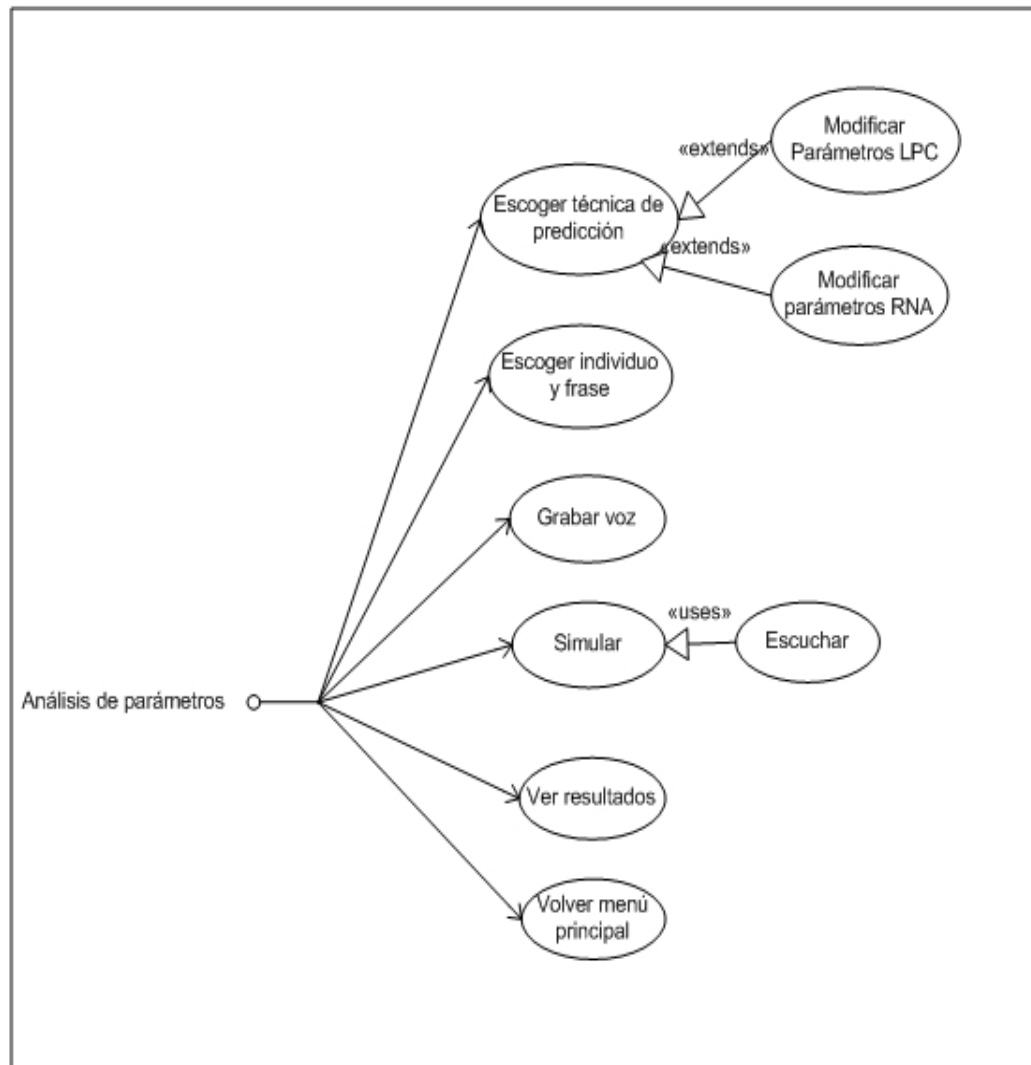 Modificar
Parámetros LPC
«extends»
Escoger técnica de
predicción
«extends»
Modificar
parámetros RNA
Escoger individuo
y frase
Grabar voz
«uses»
Simular
Escuchar
Análisis de parámetros
Ver resultados
Volver menú
principal